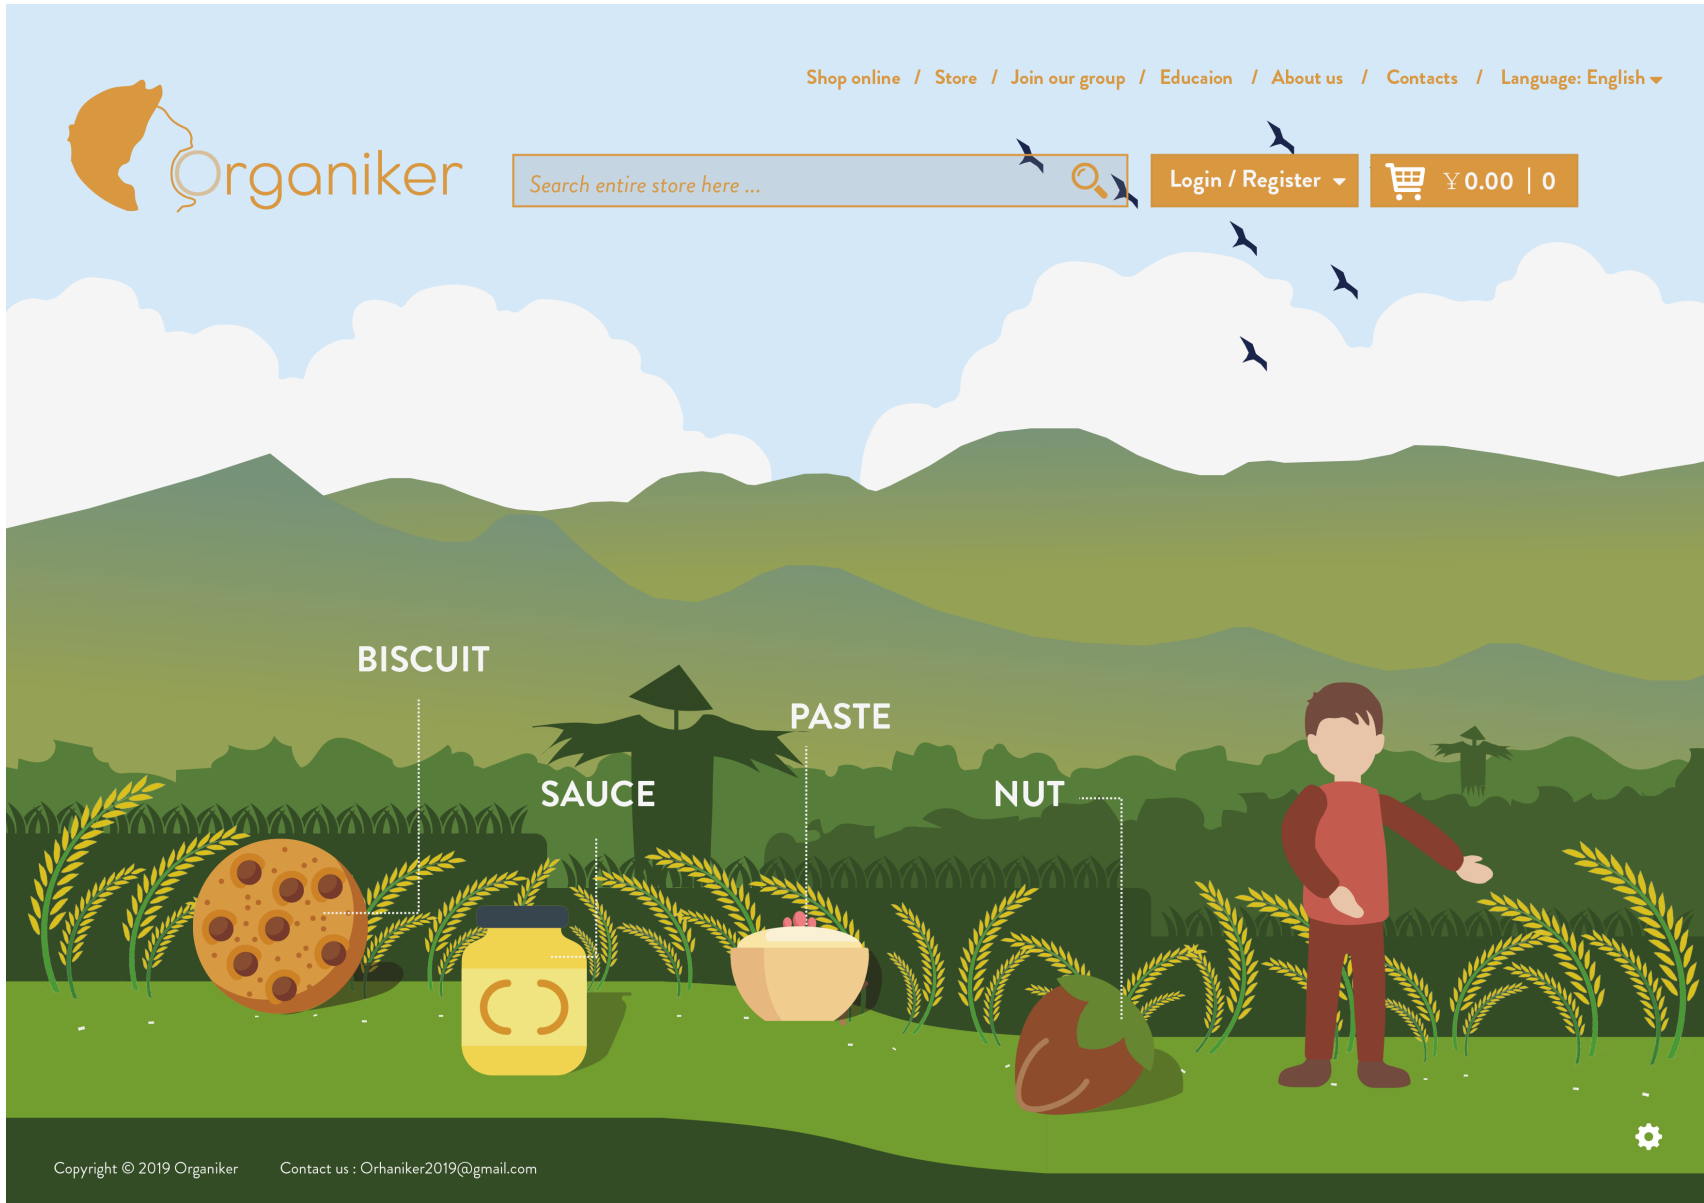 Shop online / Store / Join our group / Educaion / About us / Contacts / Language: English
Organiker
Search entire store here ...
Login / Register
¥0.00 | 0
BISCUIT
PASTE
SAUCE
NUT
Copyright © 2019 Organiker
Contact us : Orhaniker2019@gmail.com